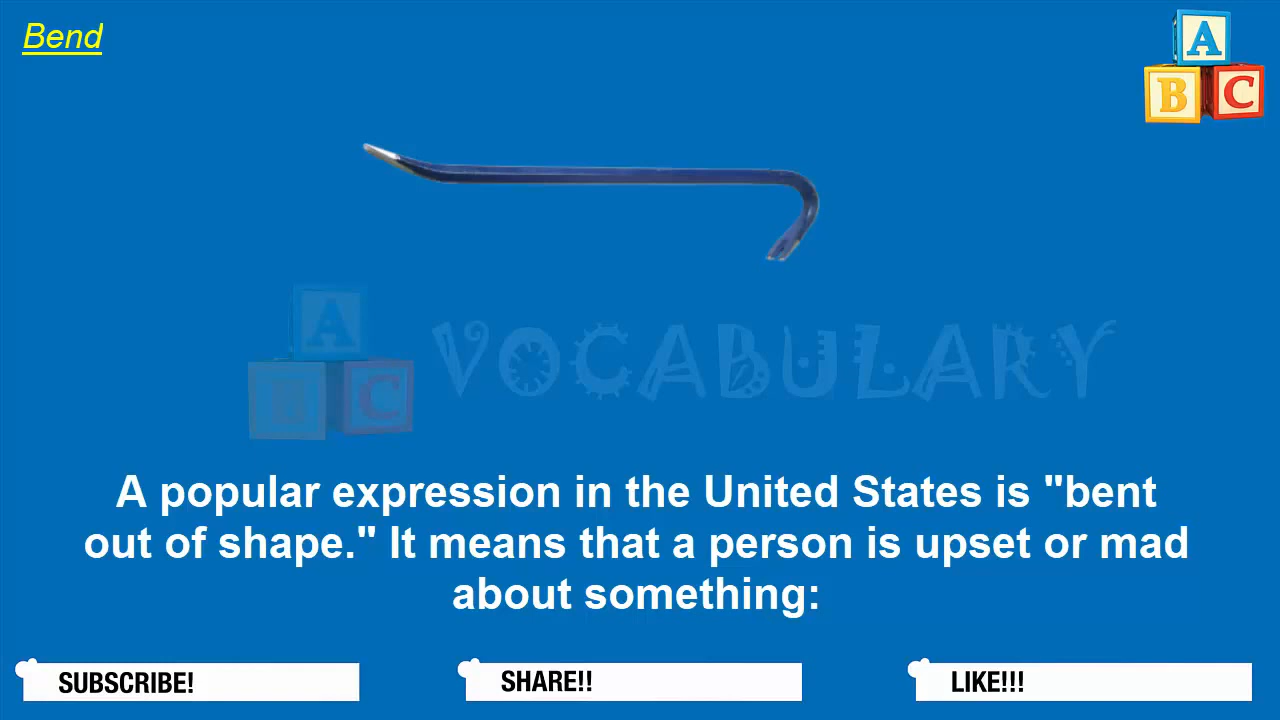 Bend
A
B C
A
B C
VOCABULARY
A popular expression in the United States is "bent
out of shape." It means that a person is upset or mad
about something:
SUBSCRIBE!
SHARE!!
LIKE!!!